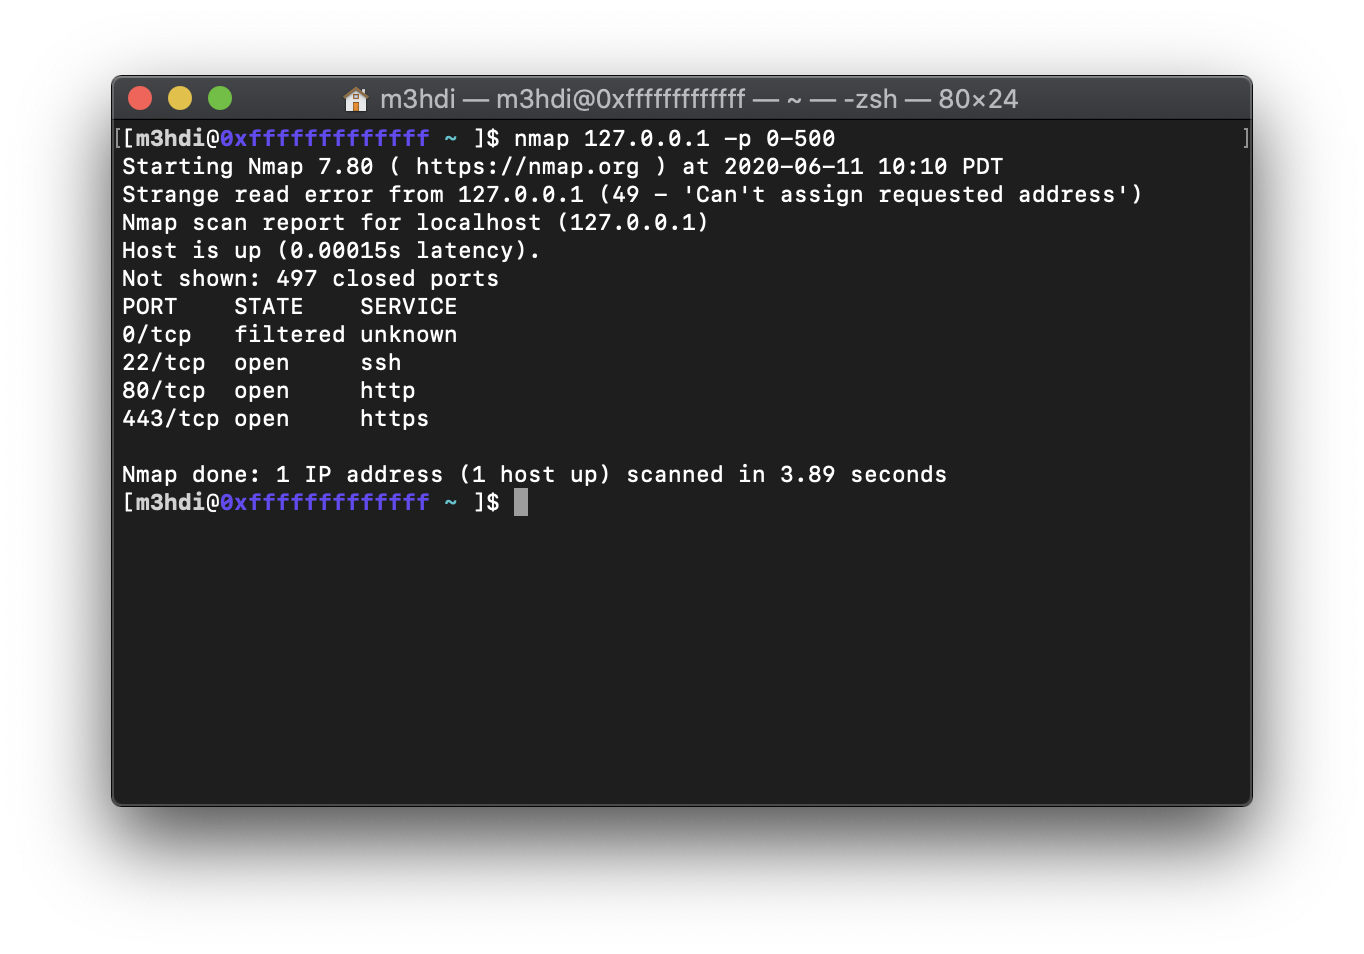 m3hdi — m3hdi@0xfffffffffffff — ~ — -zsh — 80×24
[[m3hdi@0xfffffffffffff ~ ]$ nmap 127.0.0.1 -p 0-500 ]
Starting Nmap 7.80 ( https://nmap.org ) at 2020-06-11 10:10 PDT
Strange read error from 127.0.0.1 (49 - 'Can't assign requested address')
Nmap scan report for localhost (127.0.0.1)
Host is up (0.00015s latency).
Not shown: 497 closed ports
PORT    STATE    SERVICE
0/tcp   filtered unknown
22/tcp  open     ssh
80/tcp  open     http
443/tcp open     https
Nmap done: 1 IP address (1 host up) scanned in 3.89 seconds
[m3hdi@0xfffffffffffff ~ ]$